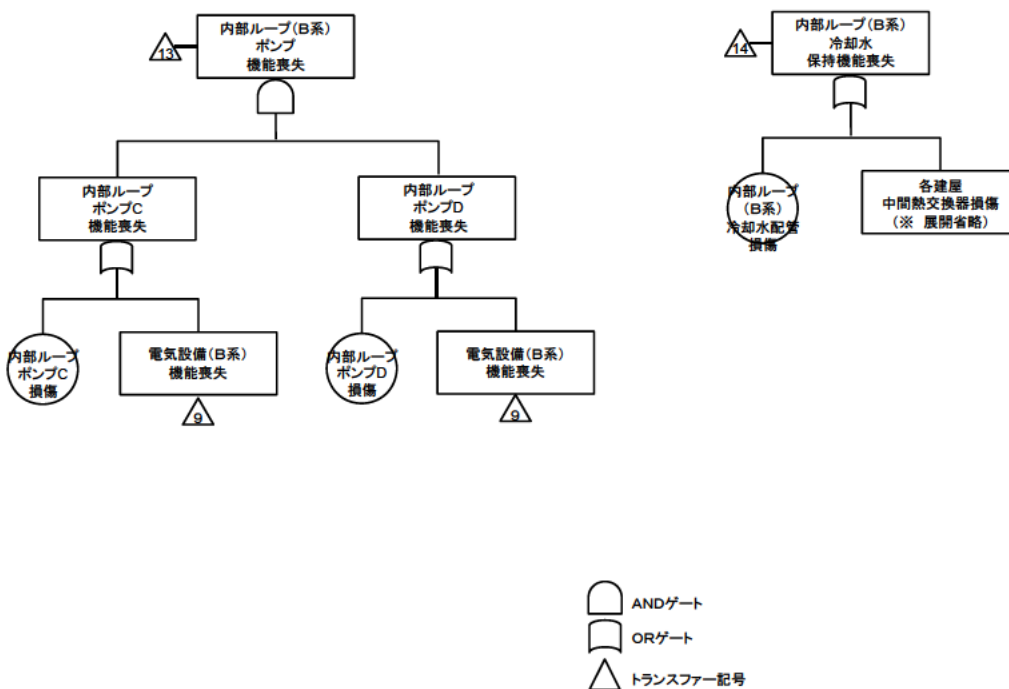 内部ループ(B系)
ポンプ
機能喪失
13
内部ループ
ポンプC
機能喪失
内部ループ
ポンプD
機能喪失
内部ループ
ポンプC
損傷
電気設備(B系)
機能喪失
9
内部ループ
ポンプD
損傷
電気設備(B系)
機能喪失
9
内部ループ(B系)
冷却水
保持機能喪失
14
内部ループ
(B系)
冷却水配管
損傷
各建屋
中間熱交換器損傷
(※ 展開省略)
ANDゲート
ORゲート
トランスファー記号